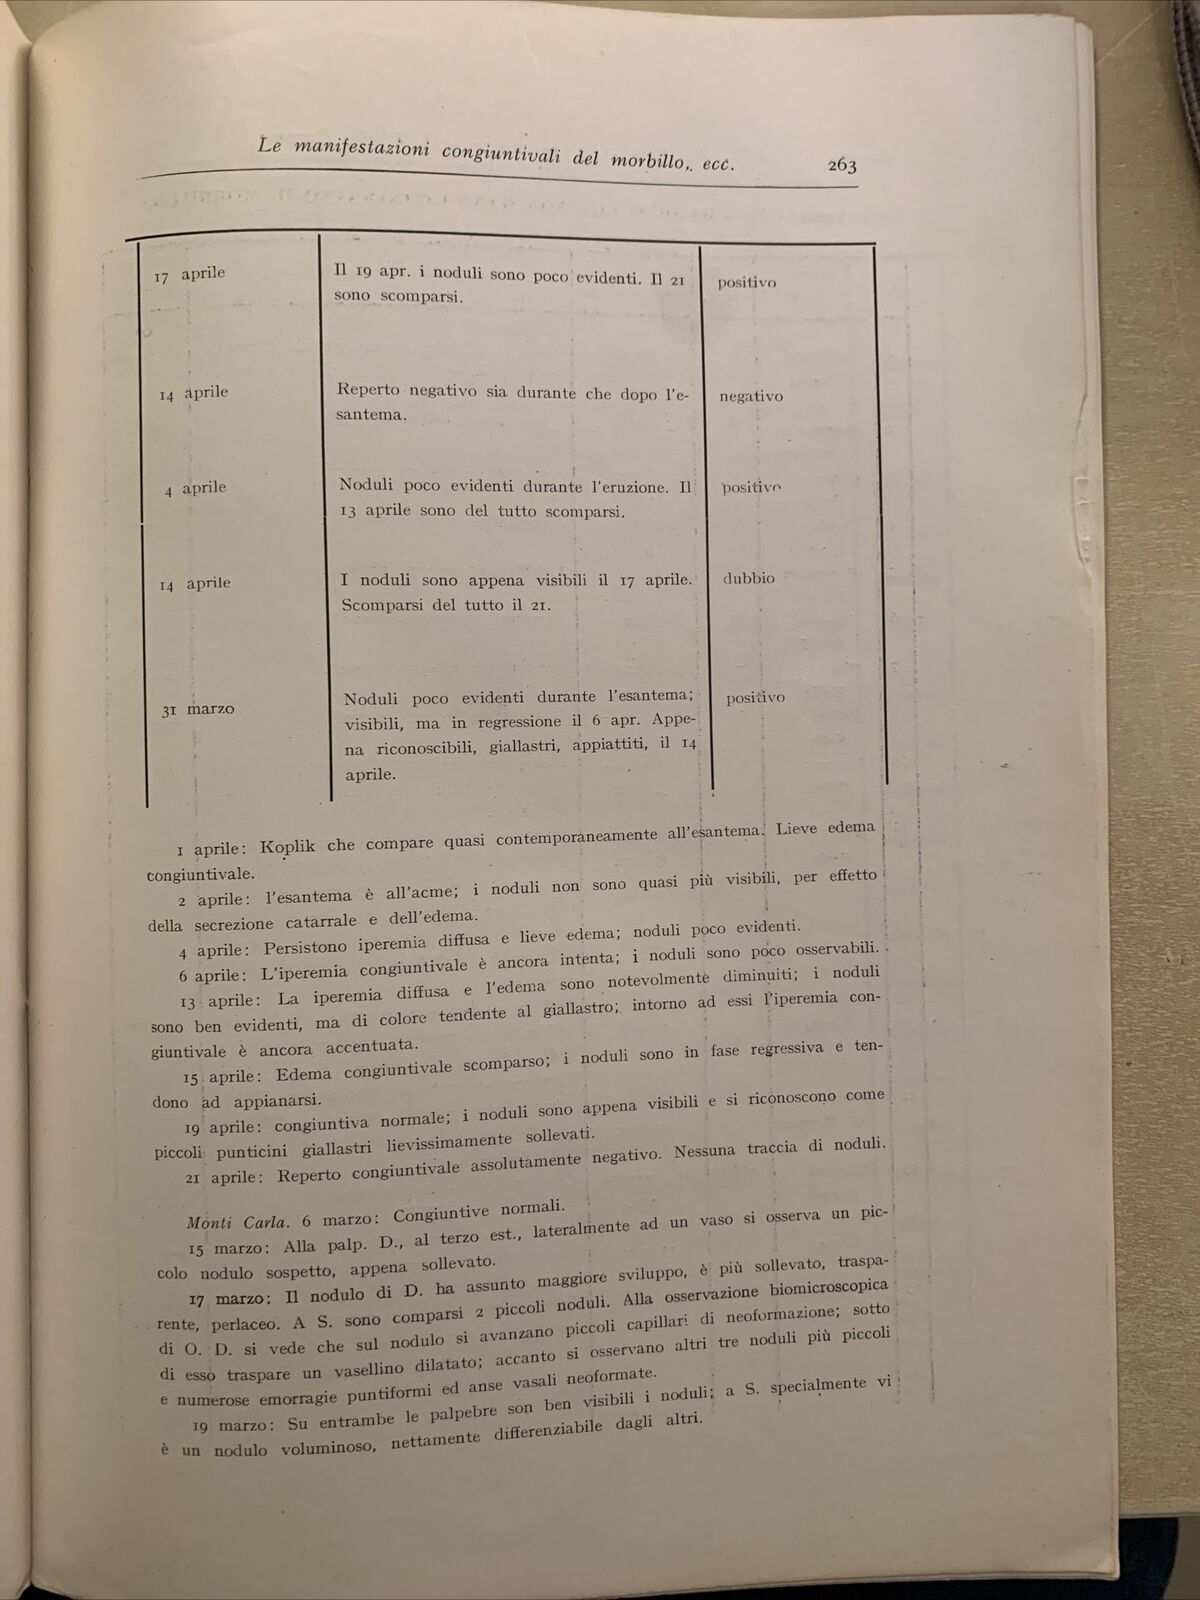 Le manifestazioni congiuntivali del morbillo, ecc. 263
17 aprile
Il 19 apr. i noduli sono poco evidenti. Il 21
sono scomparsi.
positivo
14 aprile
Reperto negativo sia durante che dopo l'e-
santema.
negativo
4 aprile
Noduli poco evidenti durante l'eruzione. Il
13 aprile sono del tutto scomparsi.
positivo
14 aprile
I noduli sono appena visibili il 17 aprile.
Scomparsi del tutto il 21.
dubbio
31 marzo
Noduli poco evidenti durante l'esantema;
visibili, ma in regressione il 6 apr. Appe-
na riconoscibili, giallastri, appiattiti, il 14
aprile.
positivo
1 aprile: Koplik che compare quasi contemporaneamente all'esantema. Lieve edema
congiuntivale.
2 aprile: l'esantema è all'acme; i noduli non sono quasi più visibili, per effetto
della secrezione catarrale e dell'edema.
4 aprile: Persistono iperemia diffusa e lieve edema; noduli poco evidenti.
6 aprile: L'iperemia congiuntivale è ancora intenta; i noduli sono poco osservabili.
13 aprile: La iperemia diffusa e l'edema sono notevolmente diminuiti; i noduli
sono ben evidenti, ma di colore tendente al giallastro; intorno ad essi l'iperemia con-
giuntivale è ancora accentuata.
15 aprile: Edema congiuntivale scomparso; i noduli sono in fase regressiva e ten-
dono ad appianarsi.
19 aprile: congiuntiva normale; i noduli sono appena visibili e si riconoscono come
piccoli punticini giallastri lievissimamente sollevati.
21 aprile: Reperto congiuntivale assolutamente negativo. Nessuna traccia di noduli.
Monti Carla. 6 marzo: Congiuntive normali.
15 marzo: Alla palp. D., al terzo est., lateralmente ad un vaso si osserva un pic-
colo nodulo sospetto, appena sollevato.
17 marzo: Il nodulo di D. ha assunto maggiore sviluppo, è più sollevato, traspa-
rente, perlaceo. A S. sono comparsi 2 piccoli noduli. Alla osservazione biomicroscopica
di O. D. si vede che sul nodulo si avanzano piccoli capillari di neoformazione; sotto
di esso traspare un vasellino dilatato; accanto si osservano altri tre noduli più piccoli
e numerose emorragie puntiformi ed anse vasali neoformate.
19 marzo: Su entrambe le palpebre son ben visibili i noduli; a S. specialmente vi
è un nodulo voluminoso, nettamente differenziabile dagli altri.